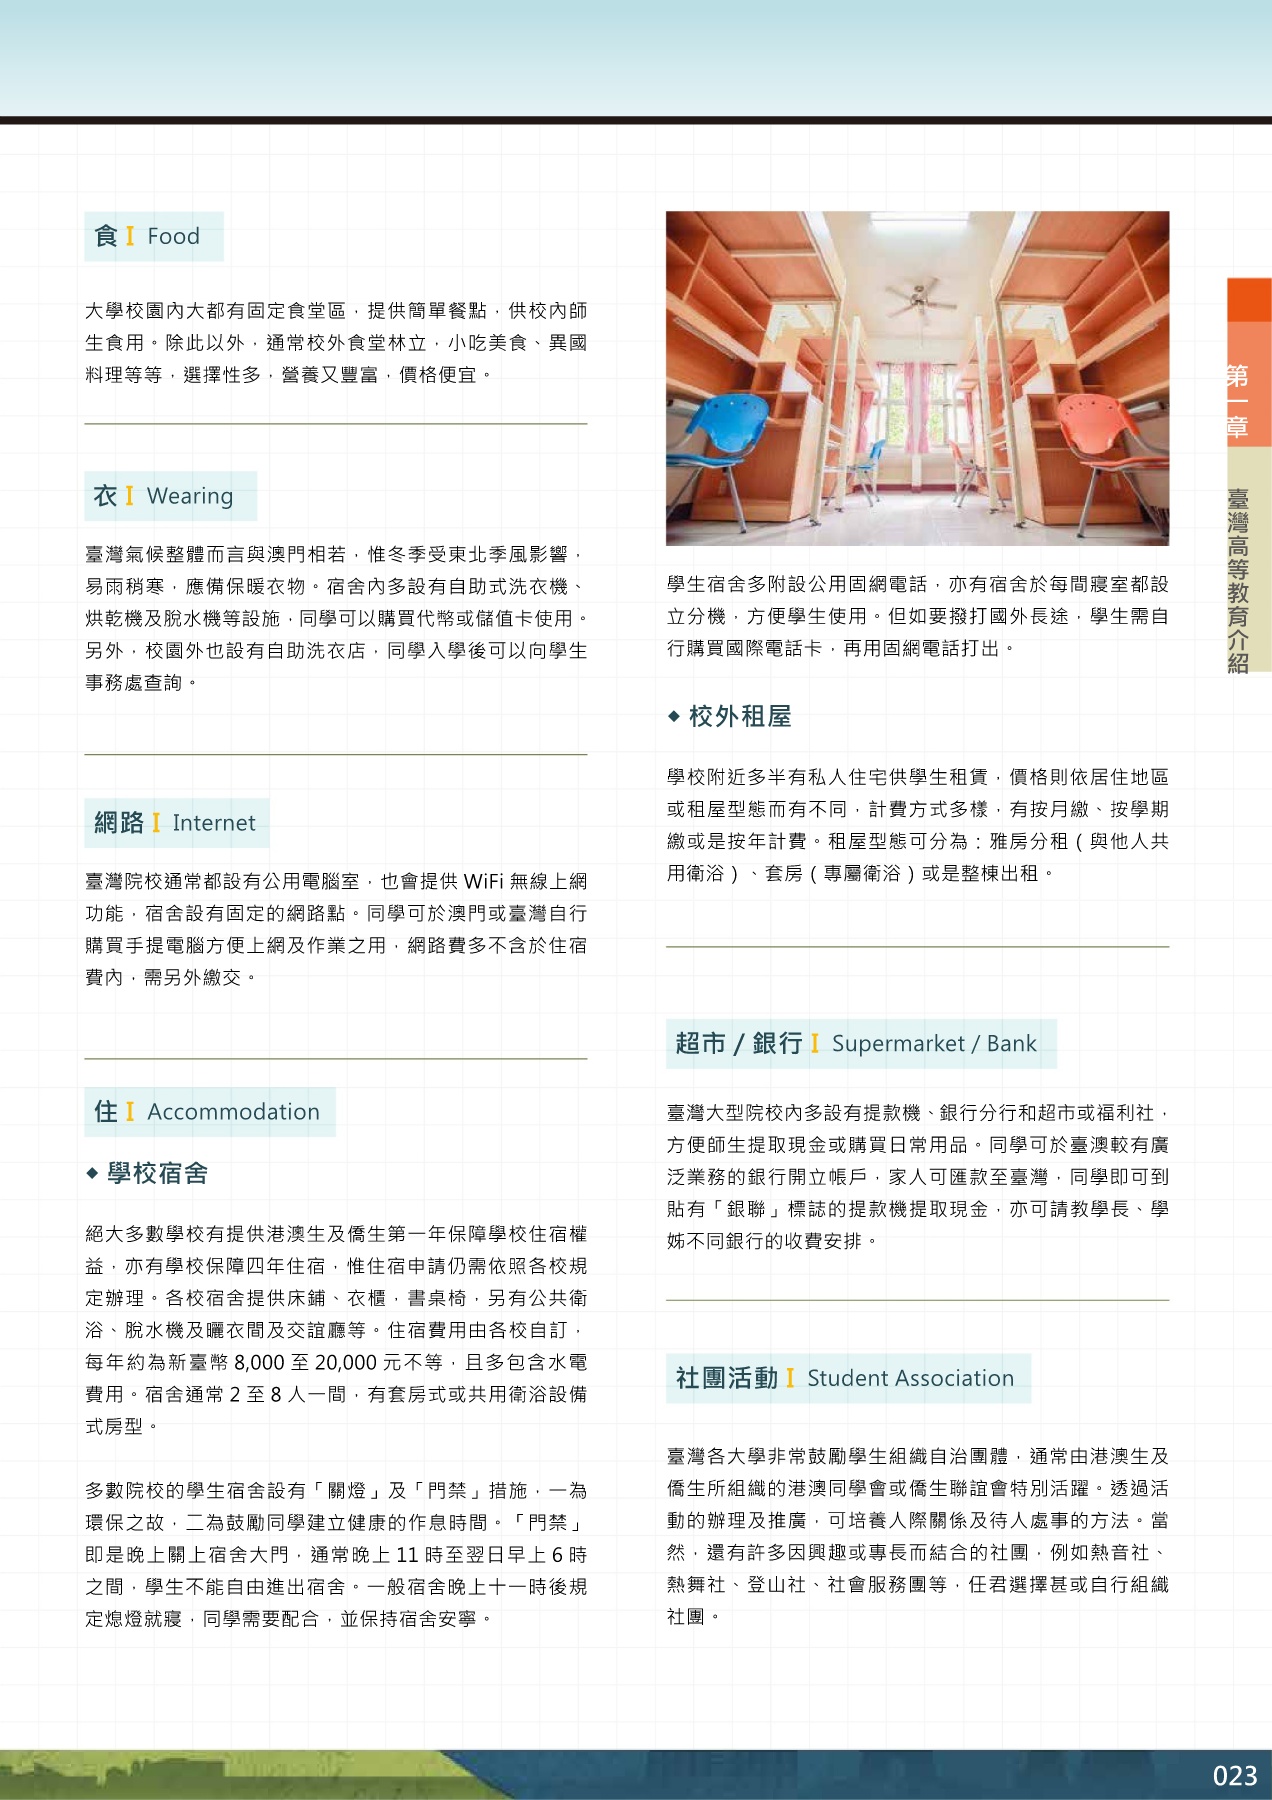 食 I Food
大學校園內大都有固定食堂區，提供簡單餐點，供校內師
生食用。除此以外，通常校外食堂林立，小吃美食、異國
料理等等，選擇性多，營養又豐富，價格便宜。
衣 I Wearing
臺灣氣候整體而言與澳門相若，惟冬季受東北季風影響，
易雨稍寒，應備保暖衣物。宿舍內多設有自助式洗衣機、
烘乾機及脫水機等設施，同學可以購買代幣或儲值卡使用。
另外，校園外也設有自助洗衣店，同學入學後可以向學生
事務處查詢。
網路 I Internet
臺灣院校通常都設有公用電腦室，也會提供 WiFi 無線上網
功能，宿舍設有固定的網路點。同學可於澳門或臺灣自行
購買手提電腦方便上網及作業之用，網路費多不含於住宿
費內，需另外繳交。
住 I Accommodation
◆ 學校宿舍
絕大多數學校有提供港澳生及僑生第一年保障學校住宿權
益，亦有學校保障四年住宿，惟住宿申請仍需依照各校規
定辦理。各校宿舍提供床鋪、衣櫃，書桌椅，另有公共衛
浴、脫水機及曬衣間及交誼廳等。住宿費用由各校自訂，
每年約為新臺幣 8,000 至 20,000 元不等，且多包含水電
費用。宿舍通常 2 至 8 人一間，有套房式或共用衛浴設備
式房型。
多數院校的學生宿舍設有「關燈」及「門禁」措施，一為
環保之故，二為鼓勵同學建立健康的作息時間。「門禁」
即是晚上關上宿舍大門，通常晚上 11 時至翌日早上 6 時
之間，學生不能自由進出宿舍。一般宿舍晚上十一時後規
定熄燈就寢，同學需要配合，並保持宿舍安寧。
學生宿舍多附設公用固網電話，亦有宿舍於每間寢室都設
立分機，方便學生使用。但如要撥打國外長途，學生需自
行購買國際電話卡，再用固網電話打出。
◆ 校外租屋
學校附近多半有私人住宅供學生租賃，價格則依居住地區
或租屋型態而有不同，計費方式多樣，有按月繳、按學期
繳或是按年計費。租屋型態可分為：雅房分租（與他人共
用衛浴）、套房（專屬衛浴）或是整棟出租。
超市 / 銀行 I Supermarket / Bank
臺灣大型院校內多設有提款機、銀行分行和超市或福利社，
方便師生提取現金或購買日常用品。同學可於臺澳較有廣
泛業務的銀行開立帳戶，家人可匯款至臺灣，同學即可到
貼有「銀聯」標誌的提款機提取現金，亦可請教學長、學
姊不同銀行的收費安排。
社團活動 I Student Association
臺灣各大學非常鼓勵學生組織自治團體，通常由港澳生及
僑生所組織的港澳同學會或僑生聯誼會特別活躍。透過活
動的辦理及推廣，可培養人際關係及待人處事的方法。當
然，還有許多因興趣或專長而結合的社團，例如熱音社、
熱舞社、登山社、社會服務團等，任君選擇甚或自行組織
社團。
第一章
臺灣高等教育介紹
023